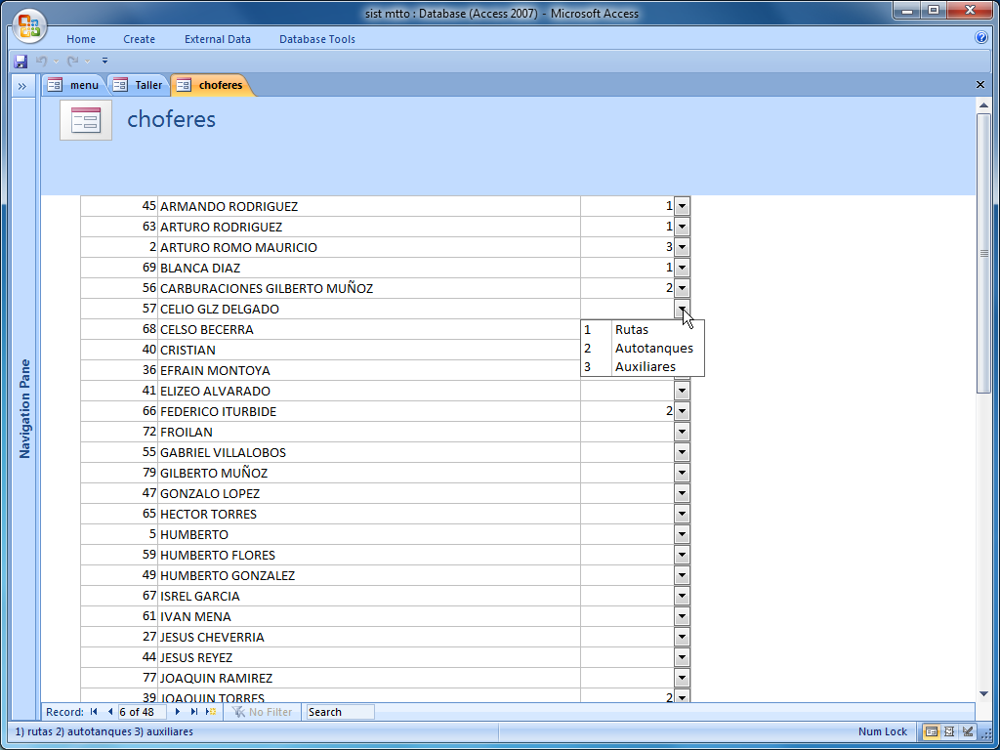 sist mtto : Database (Access 2007) - Microsoft Access
Home Create External Data Database Tools
menu Taller choferes
choferes
45 ARMANDO RODRIGUEZ 1
63 ARTURO RODRIGUEZ 1
2 ARTURO ROMO MAURICIO 3
69 BLANCA DIAZ 1
56 CARBURACIONES GILBERTO MUÑOZ 2
57 CELIO GLZ DELGADO
68 CELSO BECERRA
1 Rutas
40 CRISTIAN
2 Autotanques
36 EFRAIN MONTOYA
3 Auxiliares
41 ELIZEO ALVARADO
66 FEDERICO ITURBIDE 2
72 FROILAN
55 GABRIEL VILLALOBOS
79 GILBERTO MUÑOZ
47 GONZALO LOPEZ
65 HECTOR TORRES
5 HUMBERTO
59 HUMBERTO FLORES
49 HUMBERTO GONZALEZ
67 ISREL GARCIA
61 IVAN MENA
27 JESUS CHEVERRIA
44 JESUS REYEZ
77 JOAQUIN RAMIREZ
39 JOAQUIN TORRES 2
Navigation Pane
Record: 6 of 48 No Filter Search
1) rutas 2) autotanques 3) auxiliares Num Lock